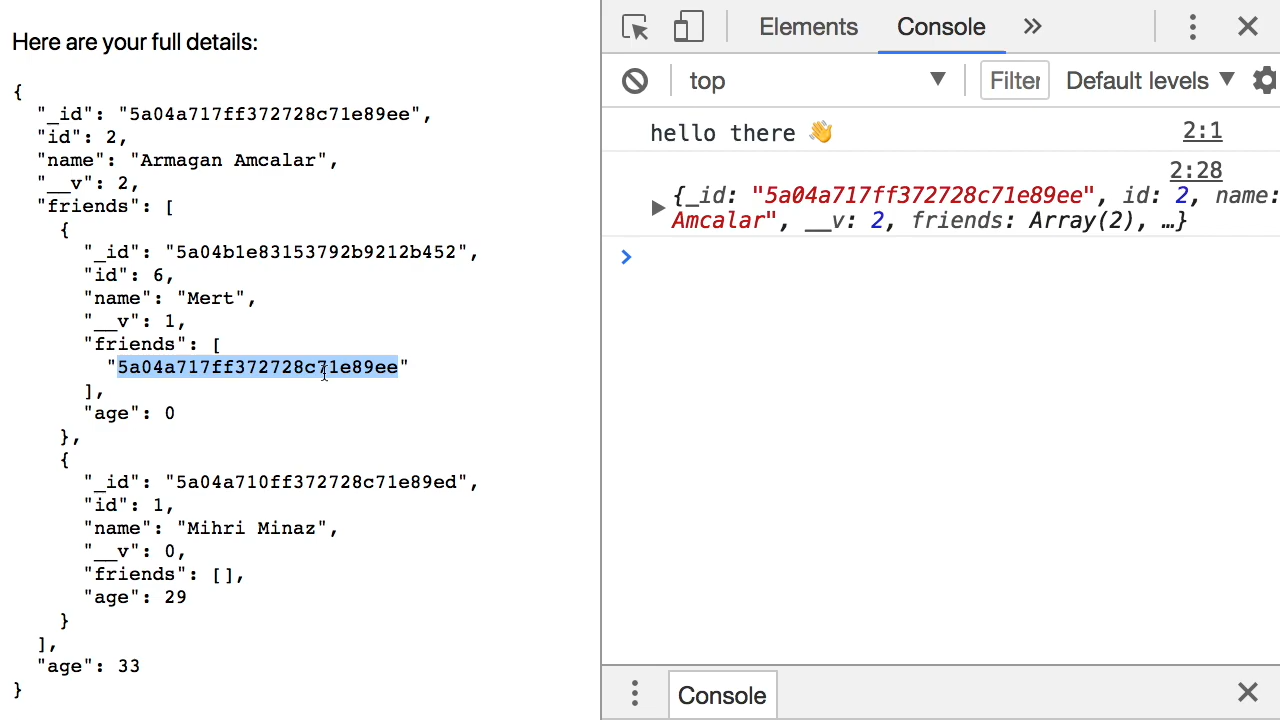 Here are your full details:
{
  "_id": "5a04a717ff372728c71e89ee",
  "id": 2,
  "name": "Armagan Amcalar",
  "__v": 2,
  "friends": [
    {
      "_id": "5a04b1e83153792b9212b452",
      "id": 6,
      "name": "Mert",
      "__v": 1,
      "friends": [
        "5a04a717ff372728c71e89ee"
      ],
      "age": 0
    },
    {
      "_id": "5a04a710ff372728c71e89ed",
      "id": 1,
      "name": "Mihri Minaz",
      "__v": 0,
      "friends": [],
      "age": 29
    }
  ],
  "age": 33
}
Elements Console
top Filter Default levels
hello there 👋 2:1
2:28
{_id: "5a04a717ff372728c71e89ee", id: 2, name:
Amcalar", __v: 2, friends: Array(2), …}
Console